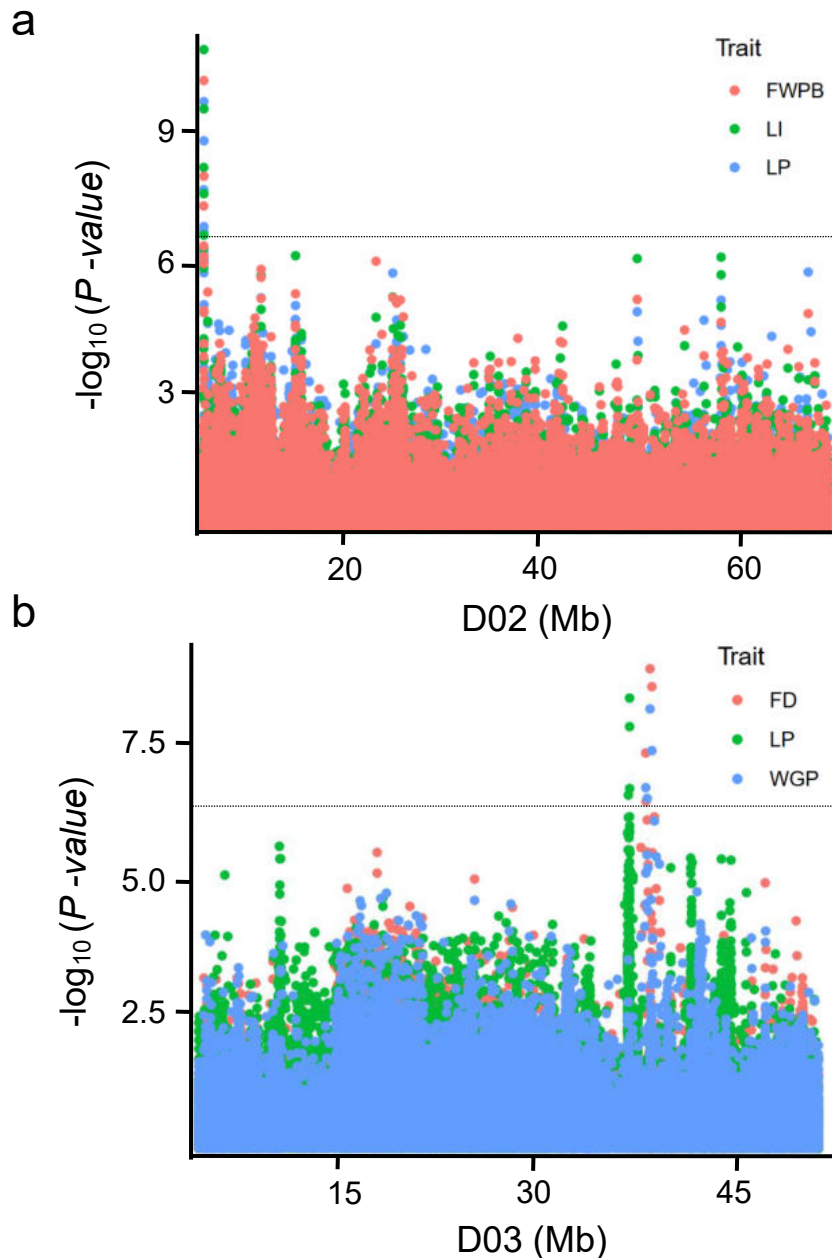 a
Trait
FWPB
LI
LP
9
6
3
-log10 (P -value)
20 40 60
D02 (Mb)
b
Trait
FD
LP
WGP
7.5
5.0
2.5
-log10 (P -value)
15 30 45
D03 (Mb)